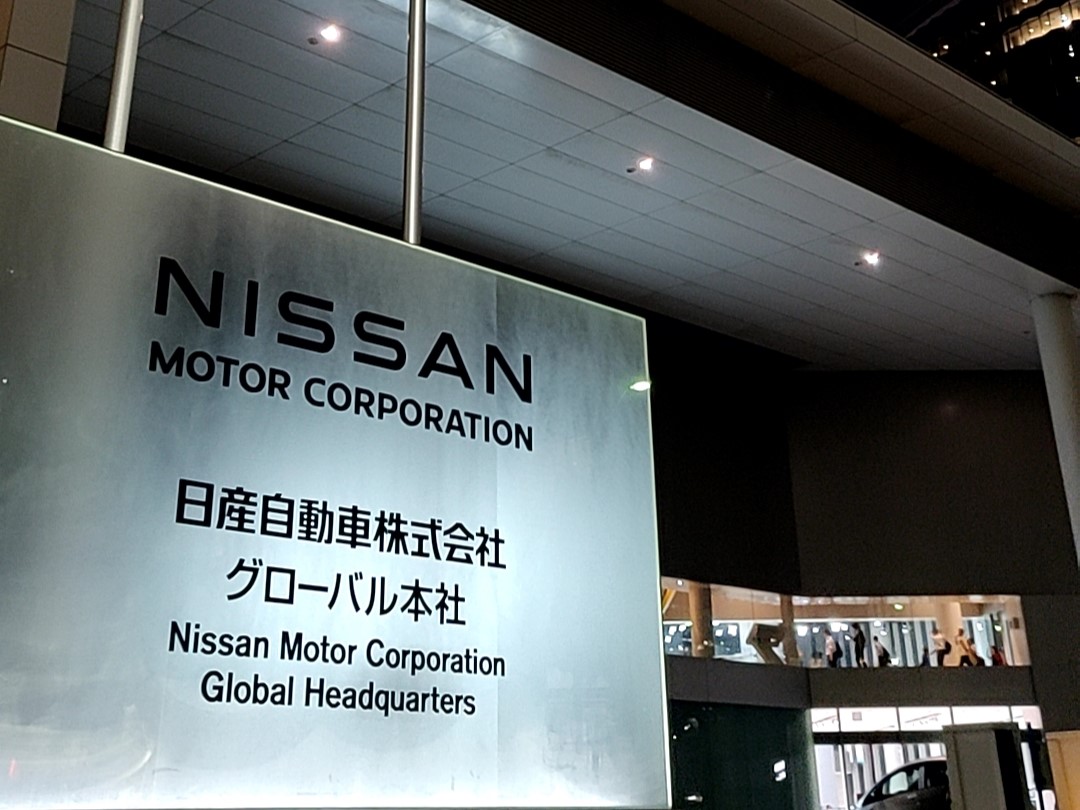 NISSAN
MOTOR CORPORATION
日産自動車株式会社
グローバル本社
Nissan Motor Corporation
Global Headquarters